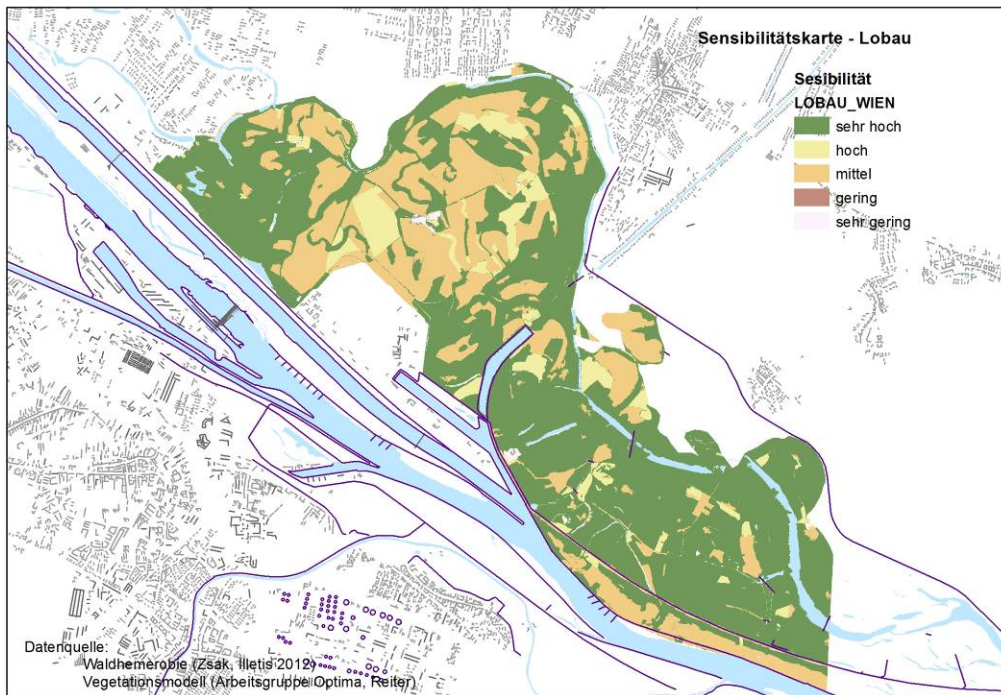 Sensibilitätskarte - Lobau
Sesibilität
LOBAU_WIEN
sehr hoch
hoch
mittel
gering
sehr gering
Datenquelle:
Waldhemerobie (Zsak, Illetis 2012)
Vegetationsmodell (Arbeitsgruppe Optima, Reiter)